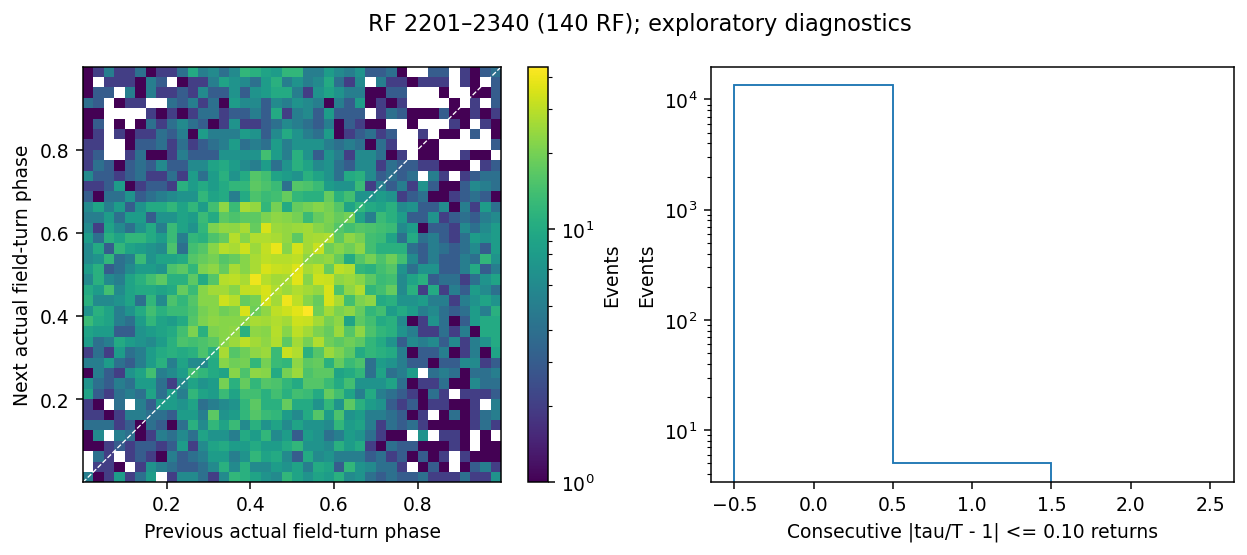 RF 2201–2340 (140 RF); exploratory diagnostics
Next actual field-turn phase
0.8
0.6
0.4
0.2
0.2 0.4 0.6 0.8
Previous actual field-turn phase
10¹
10⁰
Events
Events
10⁴
10³
10²
10¹
−0.5 0.0 0.5 1.0 1.5 2.0 2.5
Consecutive |tau/T - 1| <= 0.10 returns